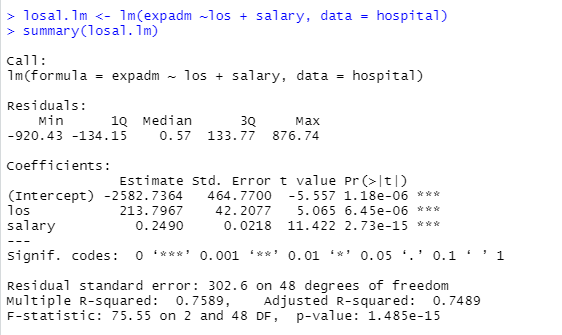 > losal.lm <- lm(expadm ~los + salary, data = hospital)
> summary(losal.lm)
Call:
lm(formula = expadm ~ los + salary, data = hospital)
Residuals:
Min 1Q Median 3Q Max
-920.43 -134.15 0.57 133.77 876.74
Coefficients:
Estimate Std. Error t value Pr(>|t|)
(Intercept) -2582.7364 464.7700 -5.557 1.18e-06 ***
los 213.7967 42.2077 5.065 6.45e-06 ***
salary 0.2490 0.0218 11.422 2.73e-15 ***
---
Signif. codes: 0 ‘***’ 0.001 ‘**’ 0.01 ‘*’ 0.05 ‘.’ 0.1 ‘ ’ 1
Residual standard error: 302.6 on 48 degrees of freedom
Multiple R-squared: 0.7589, Adjusted R-squared: 0.7489
F-statistic: 75.55 on 2 and 48 DF, p-value: 1.485e-15